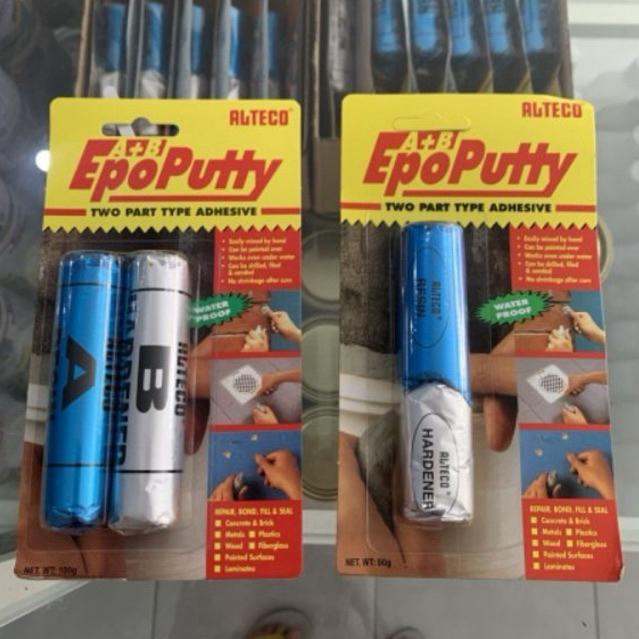 ALTECO
A+B
EpoPutty
TWO PART TYPE ADHESIVE
Easily mixed by hand
Can be painted over
Works even under water
Can be drilled, filed
& sanded
No shrinkage after cure
WATER
PROOF
A
B
HARDENER
ALTECO
REPAIR, BOND, FILL & SEAL
Concrete & Brick
Metals Plastics
Wood Fiberglass
Painted Surfaces
Laminates
NET. WT: 100g
ALTECO
A+B
EpoPutty
TWO PART TYPE ADHESIVE
Easily mixed by hand
Can be painted over
Works even under water
Can be drilled, filed
& sanded
No shrinkage after cure
WATER
PROOF
ALTECO
RESIN
ALTECO
HARDENER
REPAIR, BOND, FILL & SEAL
Concrete & Brick
Metals Plastics
Wood Fiberglass
Painted Surfaces
Laminates
NET. WT: 50g